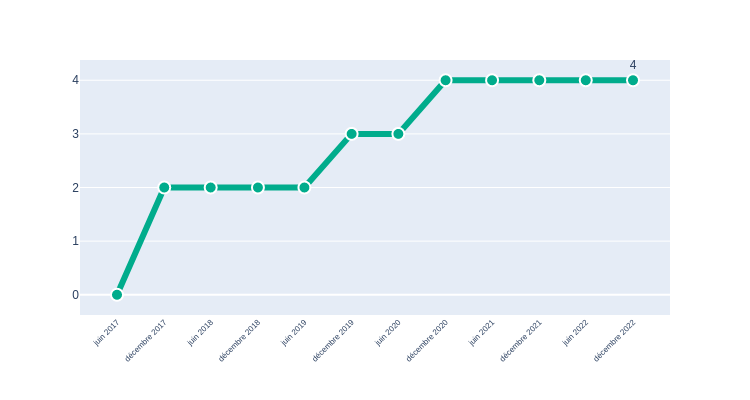 4
4
3
2
1
0
juin 2017
décembre 2017
juin 2018
décembre 2018
juin 2019
décembre 2019
juin 2020
décembre 2020
juin 2021
décembre 2021
juin 2022
décembre 2022